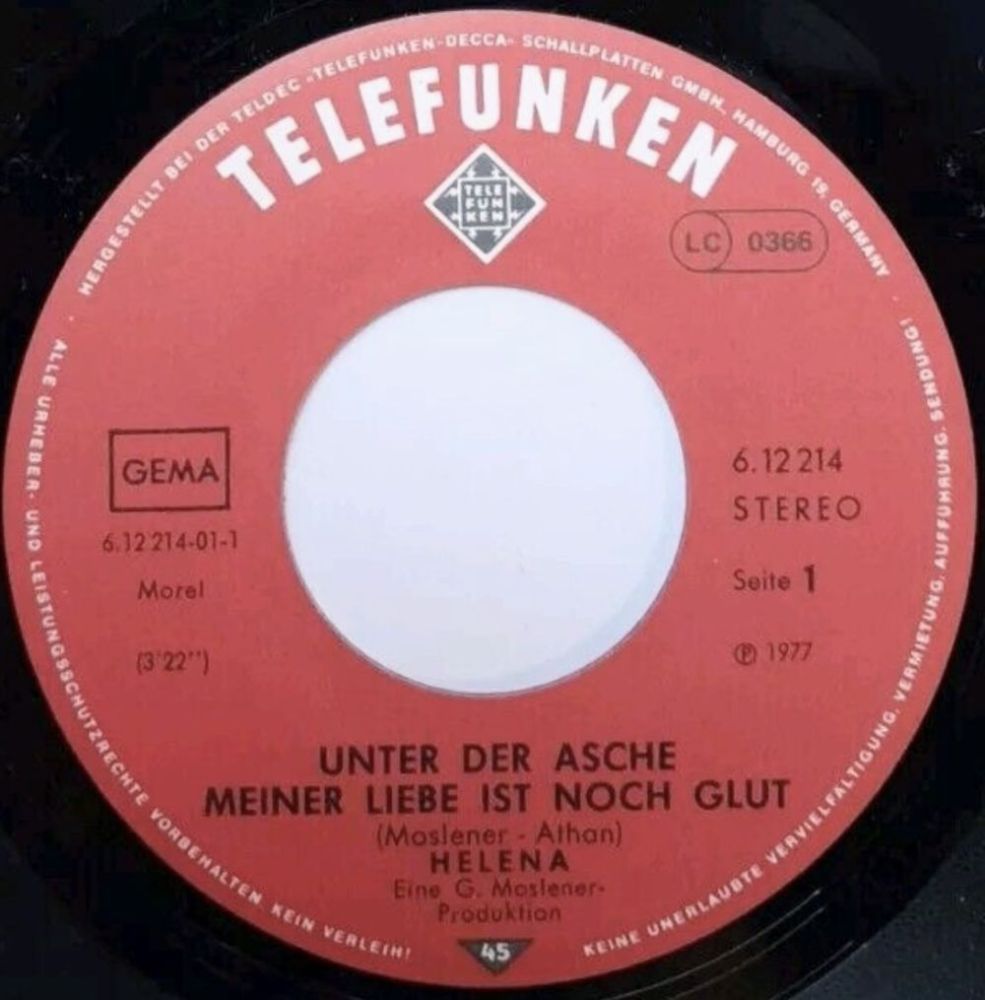 HERGESTELLT BEI DER TELDEC »TELEFUNKEN-DECCA« SCHALLPLATTEN GMBH, HAMBURG 19, GERMANY
TELEFUNKEN
TELE
FUN
KEN
LC 0366
GEMA
6.12 214-01-1
Morel
(3'22'')
6.12 214
STEREO
Seite 1
℗ 1977
UNTER DER ASCHE
MEINER LIEBE IST NOCH GLUT
(Moslener - Athan)
HELENA
Eine G. Moslener-
Produktion
45
ALLE URHEBER- UND LEISTUNGSSCHUTZRECHTE VORBEHALTEN. KEIN VERLEIH!
KEINE UNERLAUBTE VERVIELFALTIGUNG, VERMIETUNG, AUFFUHRUNG, SENDUNG!